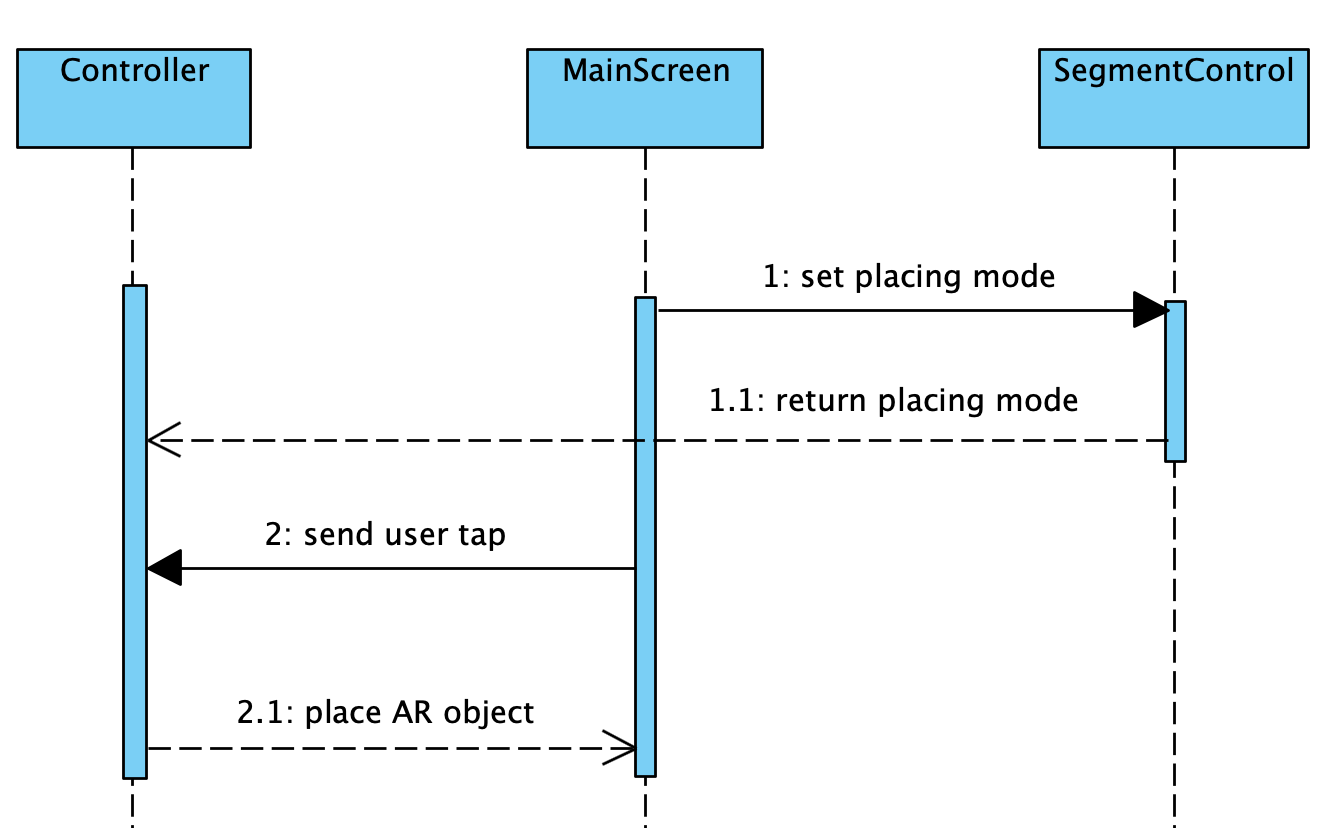 Controller
MainScreen
SegmentControl
1: set placing mode
1.1: return placing mode
2: send user tap
2.1: place AR object